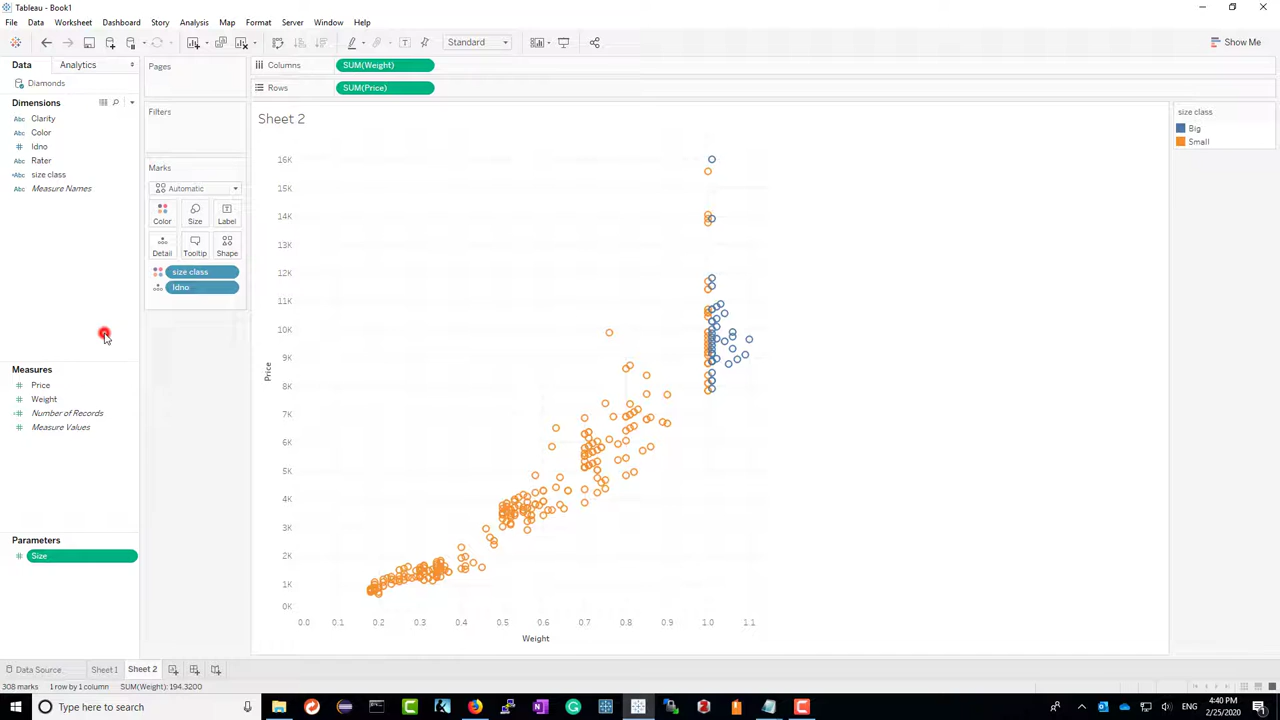 Tableau - Book1
File Data Worksheet Dashboard Story Analysis Map Format Server Window Help
Standard
Show Me
Data Analytics
Diamonds
Dimensions
Abc Clarity
Abc Color
# Idno
Abc Rater
Abc size class
Abc Measure Names
Measures
# Price
# Weight
Number of Records
# Measure Values
Parameters
# Size
Pages
Filters
Marks
Automatic
Color Size Label
Detail Tooltip Shape
size class
Idno
Columns SUM(Weight)
Rows SUM(Price)
Sheet 2
16K
15K
14K
13K
12K
11K
10K
9K
8K
7K
6K
5K
4K
3K
2K
1K
0K
Price
0.0 0.1 0.2 0.3 0.4 0.5 0.6 0.7 0.8 0.9 1.0 1.1
Weight
size class
Big
Small
Data Source Sheet 1 Sheet 2
308 marks 1 row by 1 column SUM(Weight): 194.3200
Type here to search
ENG
4:40 PM
2/25/2020